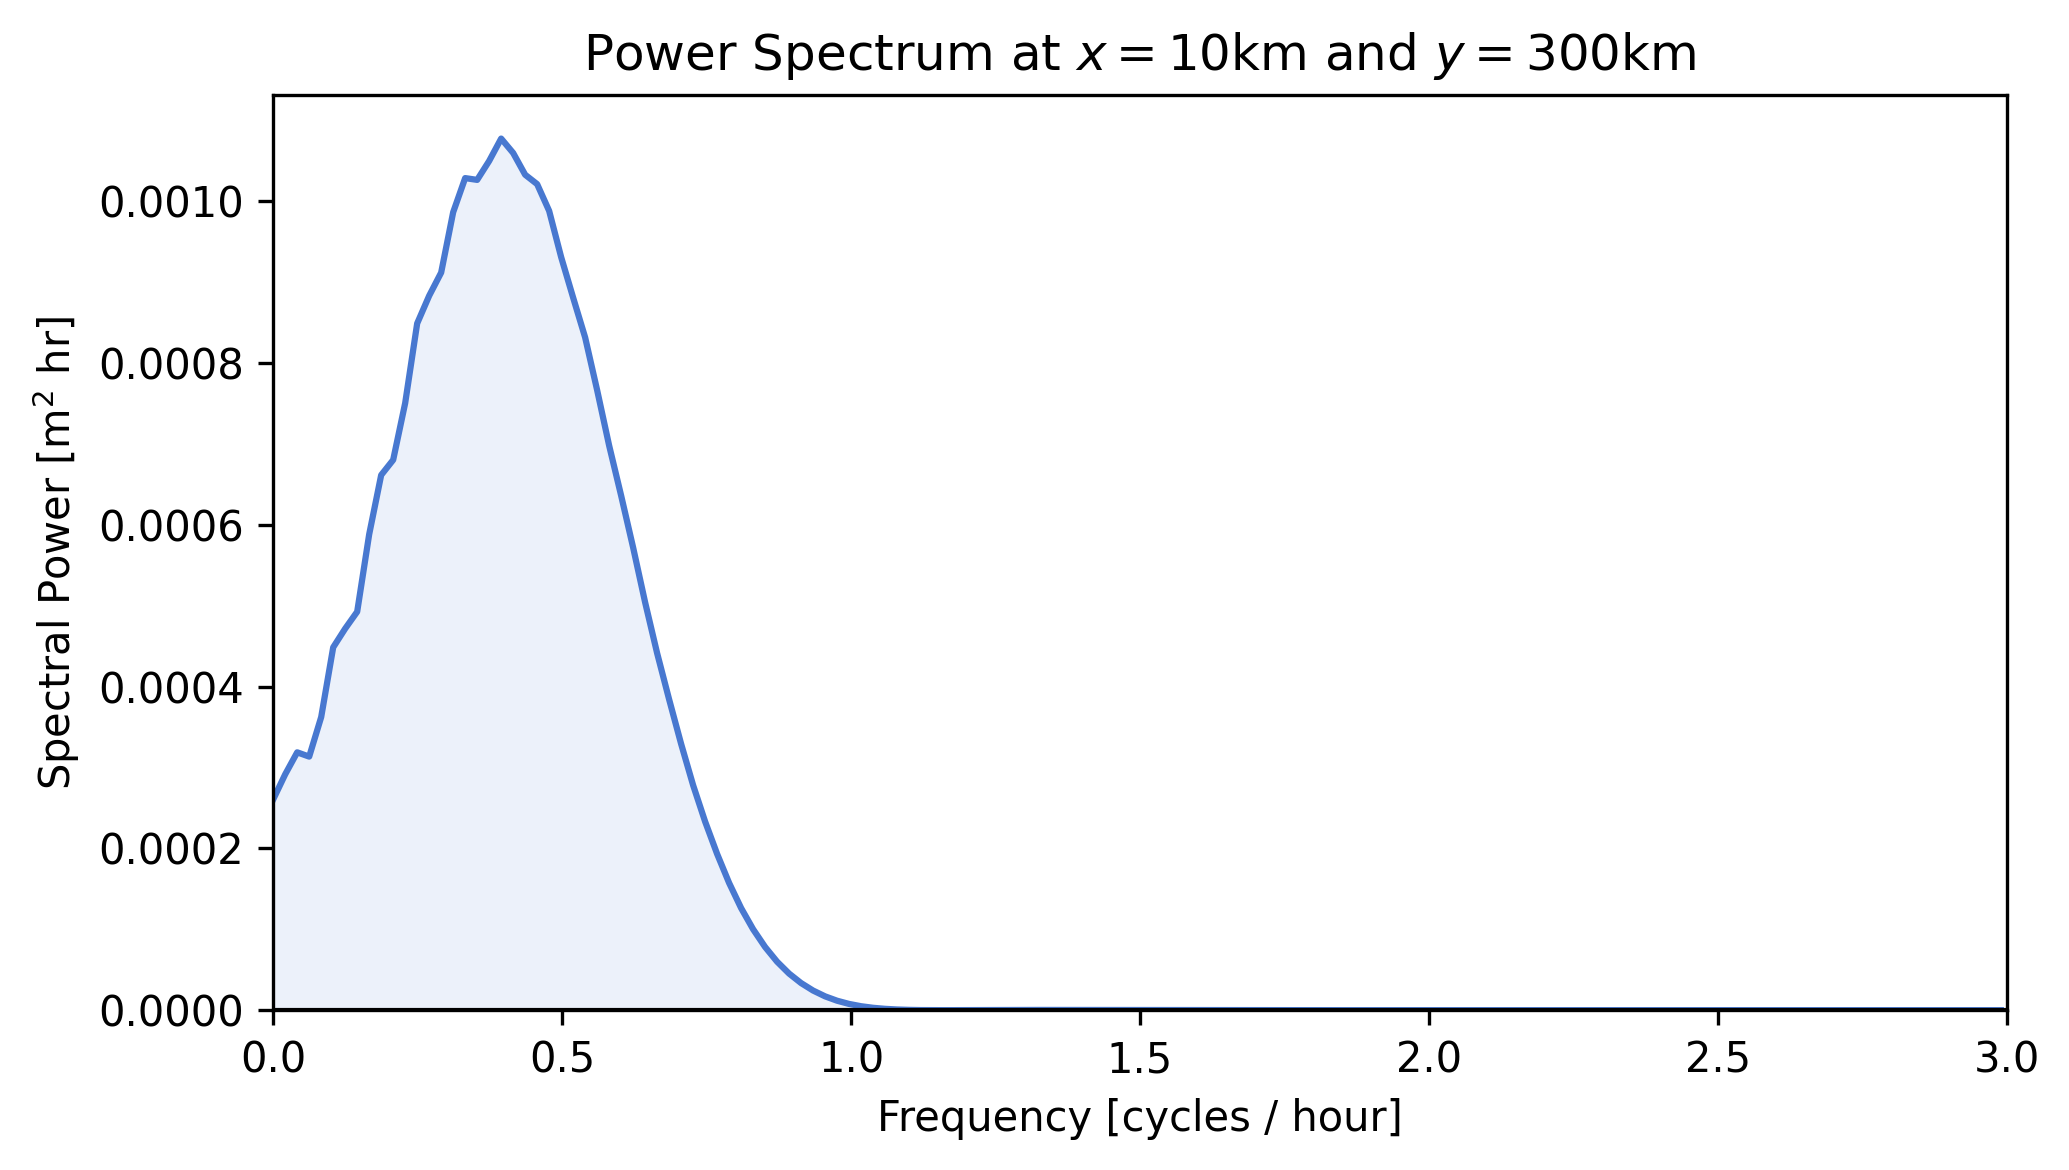 Power Spectrum at x = 10km and y = 300km
Spectral Power [m² hr]
0.0010
0.0008
0.0006
0.0004
0.0002
0.0000
0.0 0.5 1.0 1.5 2.0 2.5 3.0
Frequency [cycles / hour]